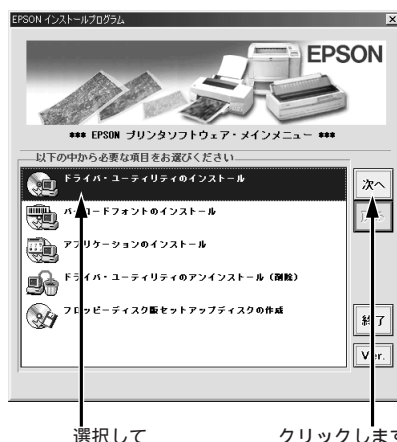 EPSON インストールプログラム
EPSON
*** EPSON プリンタソフトウェア・メインメニュー ***
以下の中から必要な項目をお選びください
ドライバ・ユーティリティのインストール
次へ
バーコードフォントのインストール
アプリケーションのインストール
ドライバ・ユーティリティのアンインストール（削除）
フロッピーディスク版セットアップディスクの作成
終了
Ver.
選択して
クリックします